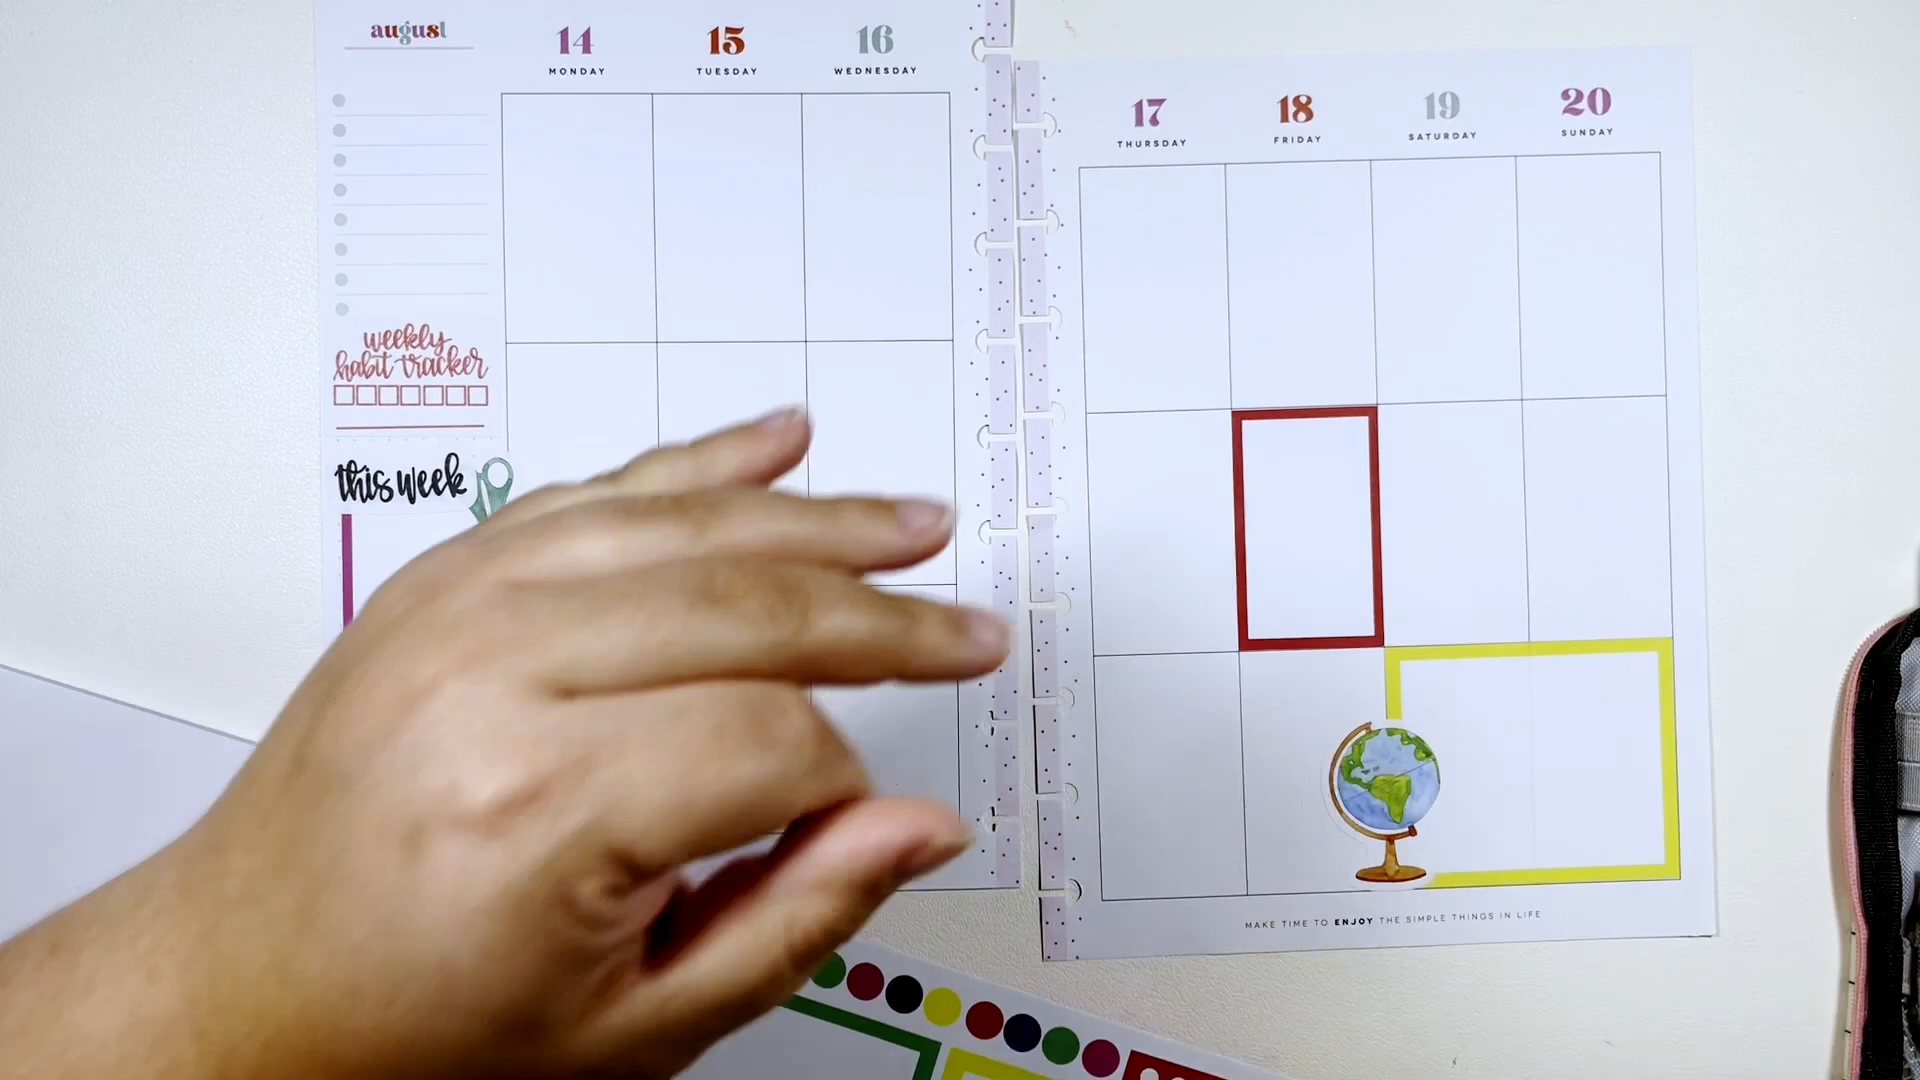 august
14
MONDAY
15
TUESDAY
16
WEDNESDAY
weekly
habit tracker
this week
17
THURSDAY
18
FRIDAY
19
SATURDAY
20
SUNDAY
MAKE TIME TO ENJOY THE SIMPLE THINGS IN LIFE